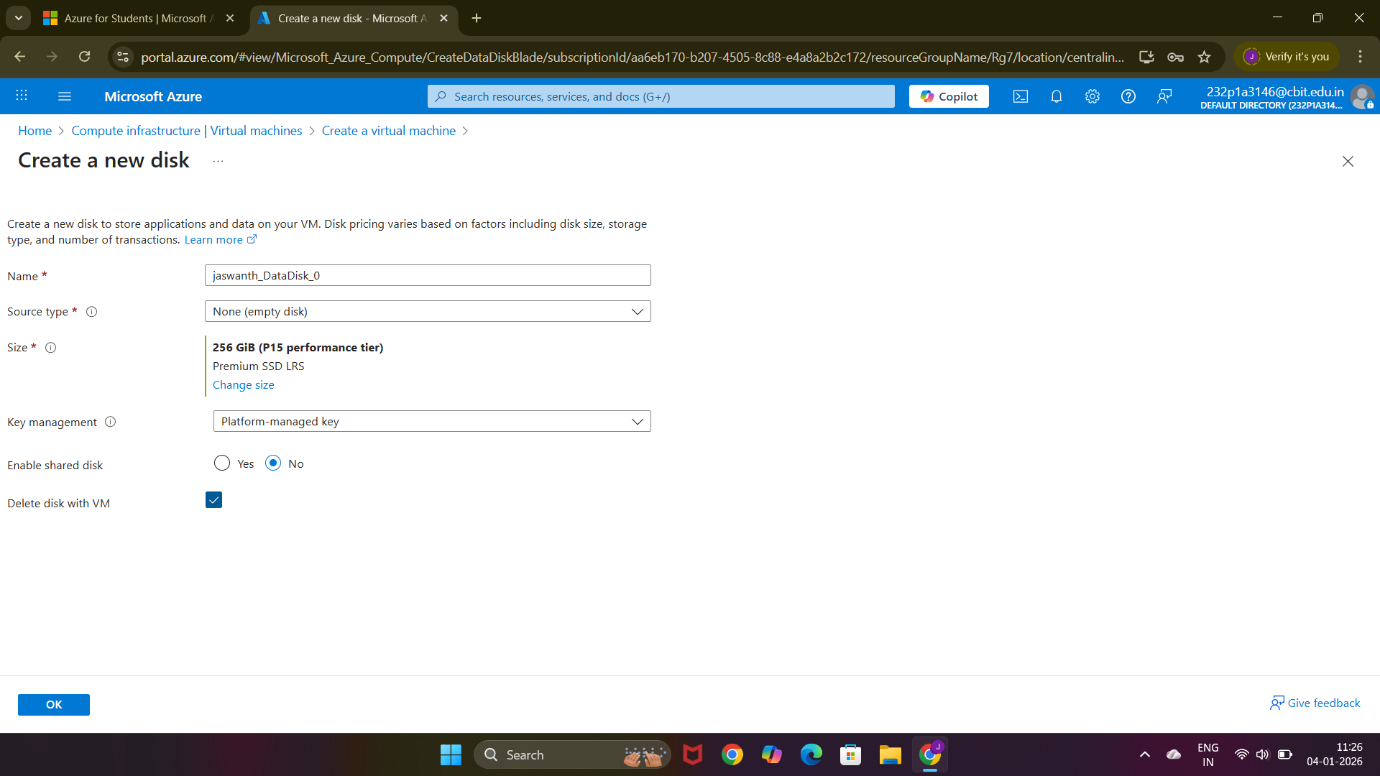 Azure for Students | Microsoft A
Create a new disk - Microsoft A
portal.azure.com/#view/Microsoft_Azure_Compute/CreateDataDiskBlade/subscriptionId/aa6eb170-b207-4505-8c88-e4a8a2b2c172/resourceGroupName/Rg7/location/centralin...
J
Verify it's you
Microsoft Azure
Search resources, services, and docs (G+/)
Copilot
232p1a3146@cbit.edu.in
DEFAULT DIRECTORY (232P1A314...
Home > Compute infrastructure | Virtual machines > Create a virtual machine >
Create a new disk ...
Create a new disk to store applications and data on your VM. Disk pricing varies based on factors including disk size, storage
type, and number of transactions. Learn more
Name *
jaswanth_DataDisk_0
Source type *
None (empty disk)
Size *
256 GiB (P15 performance tier)
Premium SSD LRS
Change size
Key management
Platform-managed key
Enable shared disk
Yes
No
Delete disk with VM
OK
Give feedback
Search
J
ENG
IN
11:26
04-01-2026